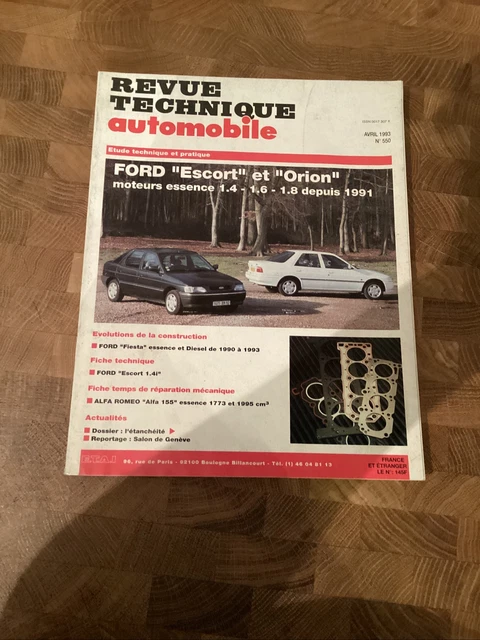 REVUE
TECHNIQUE
automobile
AVRIL 1993
N° 550
Etude technique et pratique
FORD "Escort" et "Orion"
moteurs essence 1.4 - 1.6 - 1.8 depuis 1991
Evolutions de la construction
FORD "Fiesta" essence et Diesel de 1990 à 1993
Fiche technique
FORD "Escort 1.4i"
Fiche temps de réparation mécanique
ALFA ROMEO "Alfa 155" essence 1773 et 1995 cm³
Actualités
Dossier : l'étanchéité
Reportage : Salon de Genève
E.T.A.I. 96, rue de Paris - 92100 Boulogne Billancourt - Tél. (1) 46 04 81 13
FRANCE
ET ÉTRANGER
LE N° : 145F